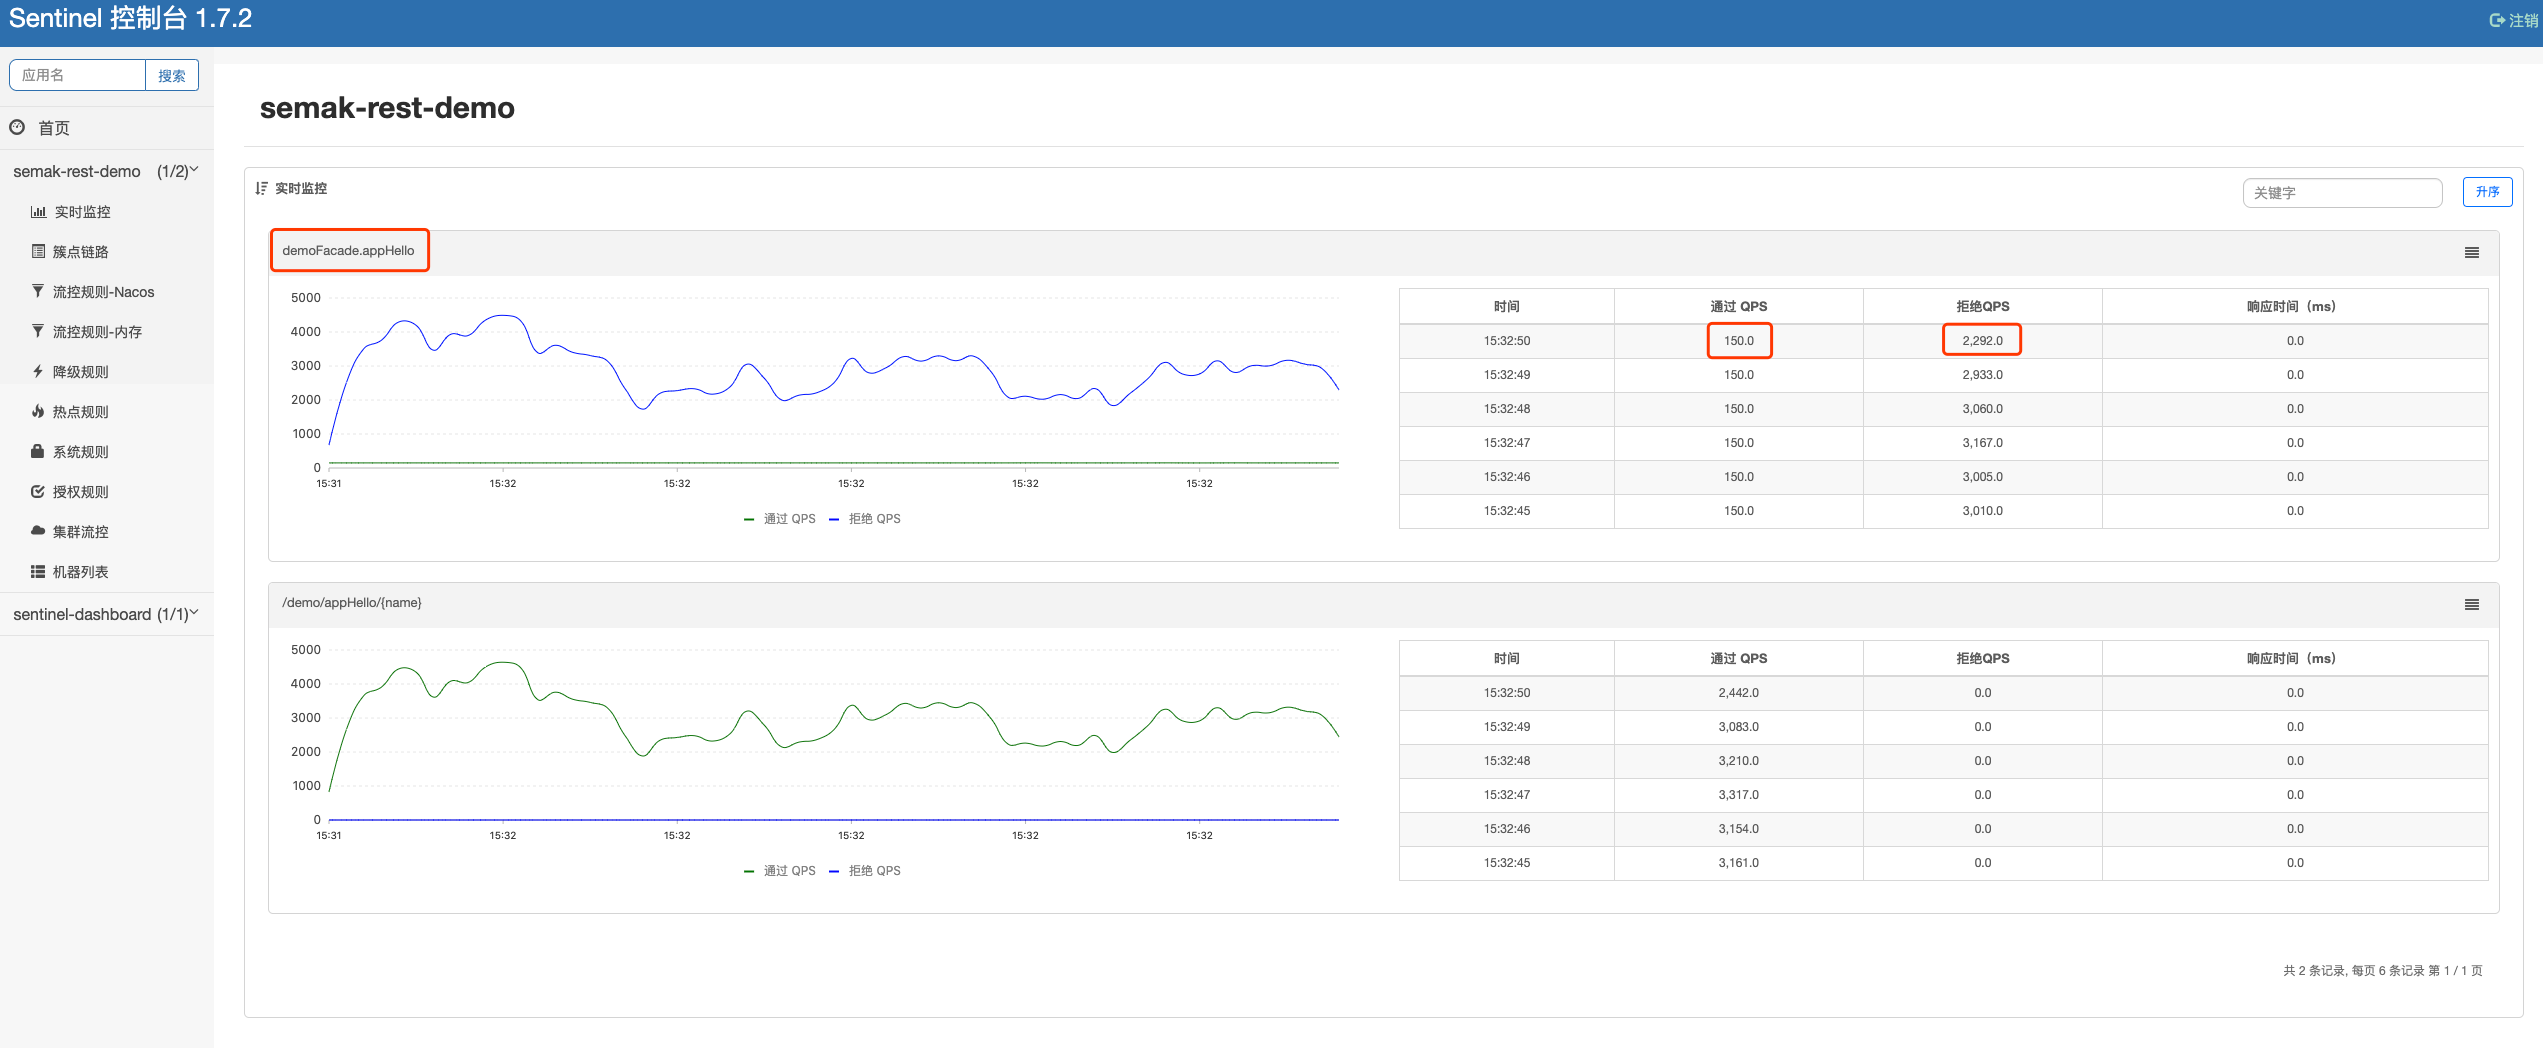 Sentinel 控制台 1.7.2
注销
应用名
搜索
首页
semak-rest-demo (1/2)
实时监控
簇点链路
流控规则-Nacos
流控规则-内存
降级规则
热点规则
系统规则
授权规则
集群流控
机器列表
sentinel-dashboard (1/1)
semak-rest-demo
实时监控
关键字
升序
demoFacade.appHello
5000
4000
3000
2000
1000
0
15:31 15:32 15:32 15:32 15:32 15:32
通过 QPS 拒绝 QPS
时间 通过 QPS 拒绝QPS 响应时间（ms）
15:32:50 150.0 2,292.0 0.0
15:32:49 150.0 2,933.0 0.0
15:32:48 150.0 3,060.0 0.0
15:32:47 150.0 3,167.0 0.0
15:32:46 150.0 3,005.0 0.0
15:32:45 150.0 3,010.0 0.0
/demo/appHello/{name}
5000
4000
3000
2000
1000
0
15:31 15:32 15:32 15:32 15:32 15:32
通过 QPS 拒绝 QPS
时间 通过 QPS 拒绝QPS 响应时间（ms）
15:32:50 2,442.0 0.0 0.0
15:32:49 3,083.0 0.0 0.0
15:32:48 3,210.0 0.0 0.0
15:32:47 3,317.0 0.0 0.0
15:32:46 3,154.0 0.0 0.0
15:32:45 3,161.0 0.0 0.0
共 2 条记录, 每页 6 条记录 第 1 / 1 页